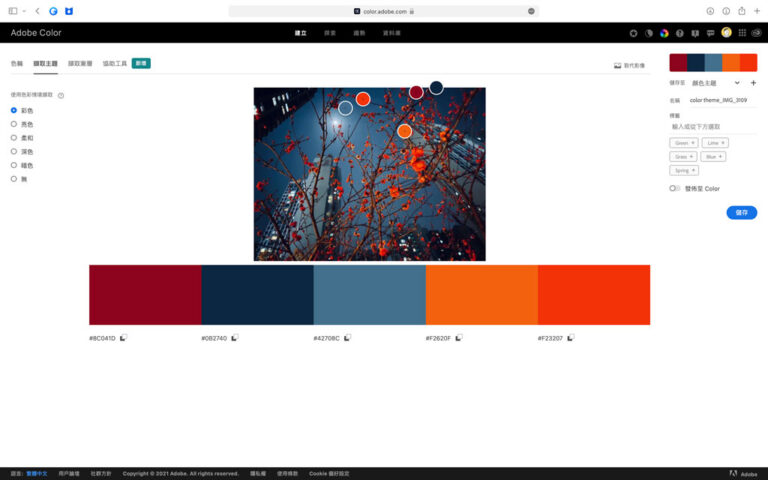 color.adobe.com
Adobe Color
建立
探索
趨勢
資料庫
色輪
擷取主題
擷取漸層
協助工具
新增
取代影像
使用色彩情境擷取
彩色
亮色
柔和
深色
暗色
無
儲存至
顏色主題
名稱
color theme_IMG_3109
標籤
輸入或從下方選取
Green +
Lime +
Grass +
Blue +
Spring +
發佈至 Color
儲存
#8C041D
#0B2740
#42708C
#F2620F
#F23207
語言: 繁體中文
用戶論壇
社群方針
Copyright © 2021 Adobe. All rights reserved.
隱私權
使用條款
Cookie 偏好設定
Adobe